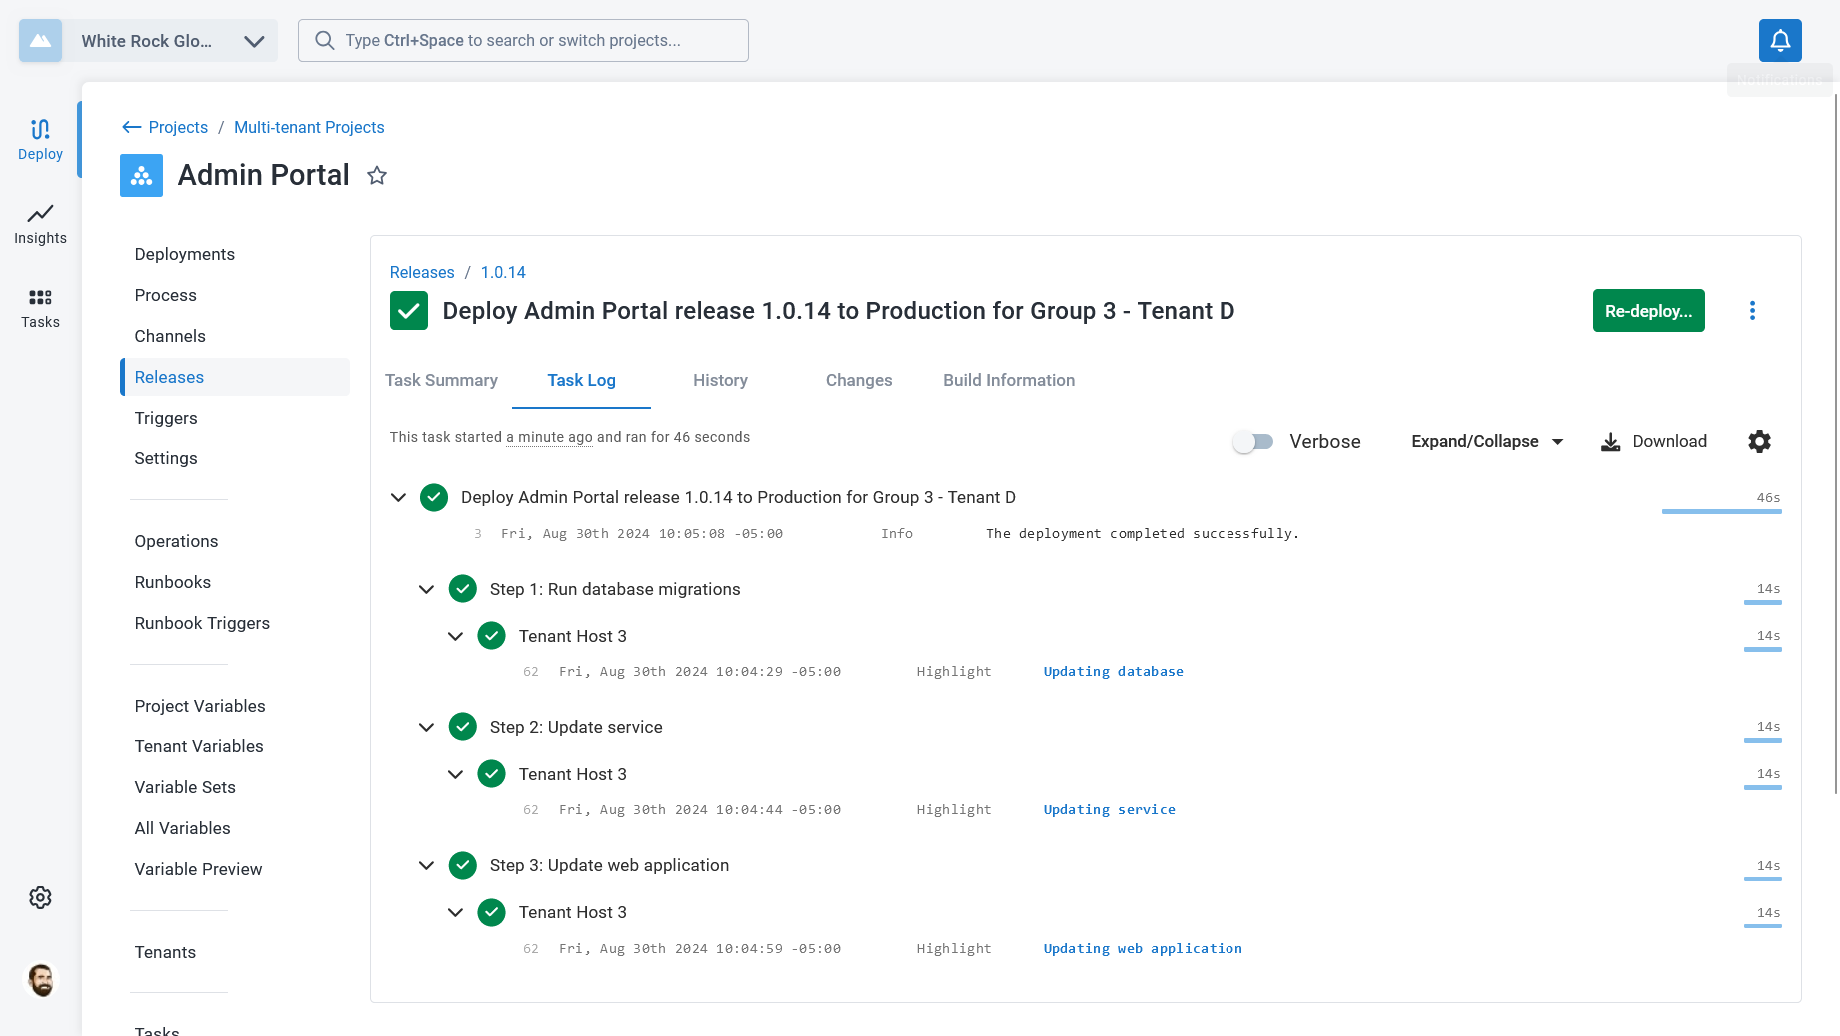 White Rock Glo...
Type Ctrl+Space to search or switch projects...
Notifications
Deploy
Insights
Tasks
Projects / Multi-tenant Projects
Admin Portal
Deployments
Process
Channels
Releases
Triggers
Settings
Operations
Runbooks
Runbook Triggers
Project Variables
Tenant Variables
Variable Sets
All Variables
Variable Preview
Tenants
Tasks
Releases / 1.0.14
Deploy Admin Portal release 1.0.14 to Production for Group 3 - Tenant D
Re-deploy...
Task Summary Task Log History Changes Build Information
This task started a minute ago and ran for 46 seconds
Verbose Expand/Collapse Download
Deploy Admin Portal release 1.0.14 to Production for Group 3 - Tenant D 46s
3 Fri, Aug 30th 2024 10:05:08 -05:00 Info The deployment completed successfully.
Step 1: Run database migrations 14s
Tenant Host 3 14s
62 Fri, Aug 30th 2024 10:04:29 -05:00 Highlight Updating database
Step 2: Update service 14s
Tenant Host 3 14s
62 Fri, Aug 30th 2024 10:04:44 -05:00 Highlight Updating service
Step 3: Update web application 14s
Tenant Host 3 14s
62 Fri, Aug 30th 2024 10:04:59 -05:00 Highlight Updating web application